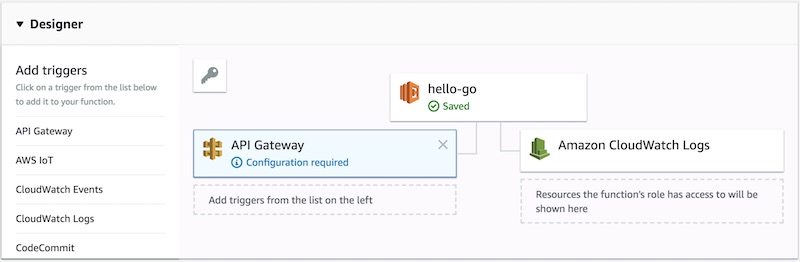 Designer
Add triggers
Click on a trigger from the list below
to add it to your function.
API Gateway
AWS IoT
CloudWatch Events
CloudWatch Logs
CodeCommit
hello-go
Saved
API Gateway
Configuration required
Add triggers from the list on the left
Amazon CloudWatch Logs
Resources the function's role has access to will be
shown here